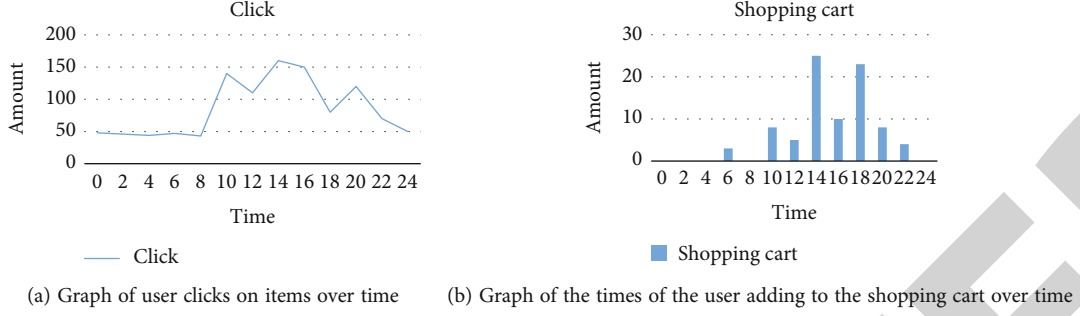 Click
200
150
100
50
0
Amount
0 2 4 6 8 10 12 14 16 18 20 22 24
Time
Click
(a) Graph of user clicks on items over time
Shopping cart
30
20
10
0
Amount
0 2 4 6 8 10 12 14 16 18 20 22 24
Time
Shopping cart
(b) Graph of the times of the user adding to the shopping cart over time